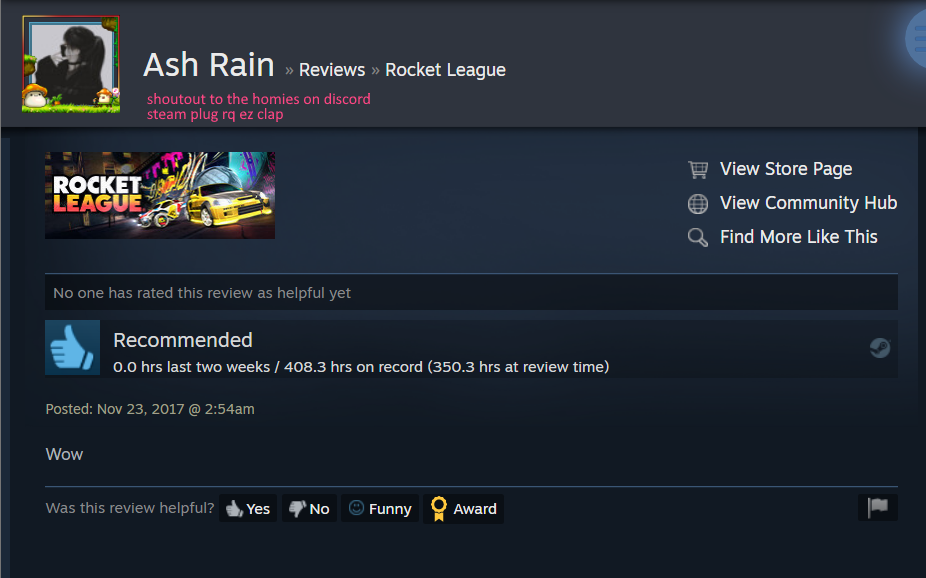 Ash Rain » Reviews » Rocket League
shoutout to the homies on discord
steam plug rq ez clap
ROCKET
LEAGUE
View Store Page
View Community Hub
Find More Like This
No one has rated this review as helpful yet
Recommended
0.0 hrs last two weeks / 408.3 hrs on record (350.3 hrs at review time)
Posted: Nov 23, 2017 @ 2:54am
Wow
Was this review helpful? Yes No Funny Award